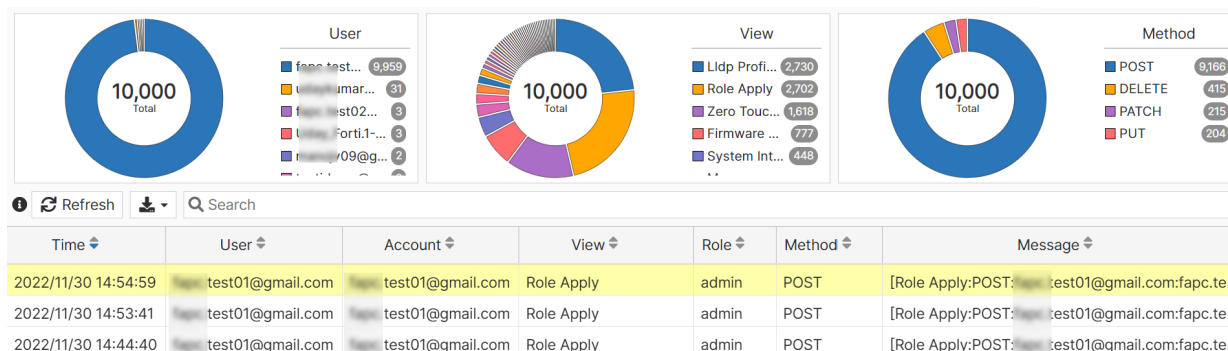 User
10,000
Total
9,959
31
3
3
2
View
10,000
Total
Lldp Profi... 2,730
Role Apply 2,702
Zero Touc... 1,618
Firmware ... 777
System Int... 448
Method
10,000
Total
POST 9,166
DELETE 415
PATCH 215
PUT 204
Refresh
Search
Time User Account View Role Method Message
2022/11/30 14:54:59 test01@gmail.com test01@gmail.com Role Apply admin POST [Role Apply:POST: test01@gmail.com:fapc.te
2022/11/30 14:53:41 test01@gmail.com test01@gmail.com Role Apply admin POST [Role Apply:POST: test01@gmail.com:fapc.te
2022/11/30 14:44:40 test01@gmail.com test01@gmail.com Role Apply admin POST [Role Apply:POST: test01@gmail.com:fapc.te